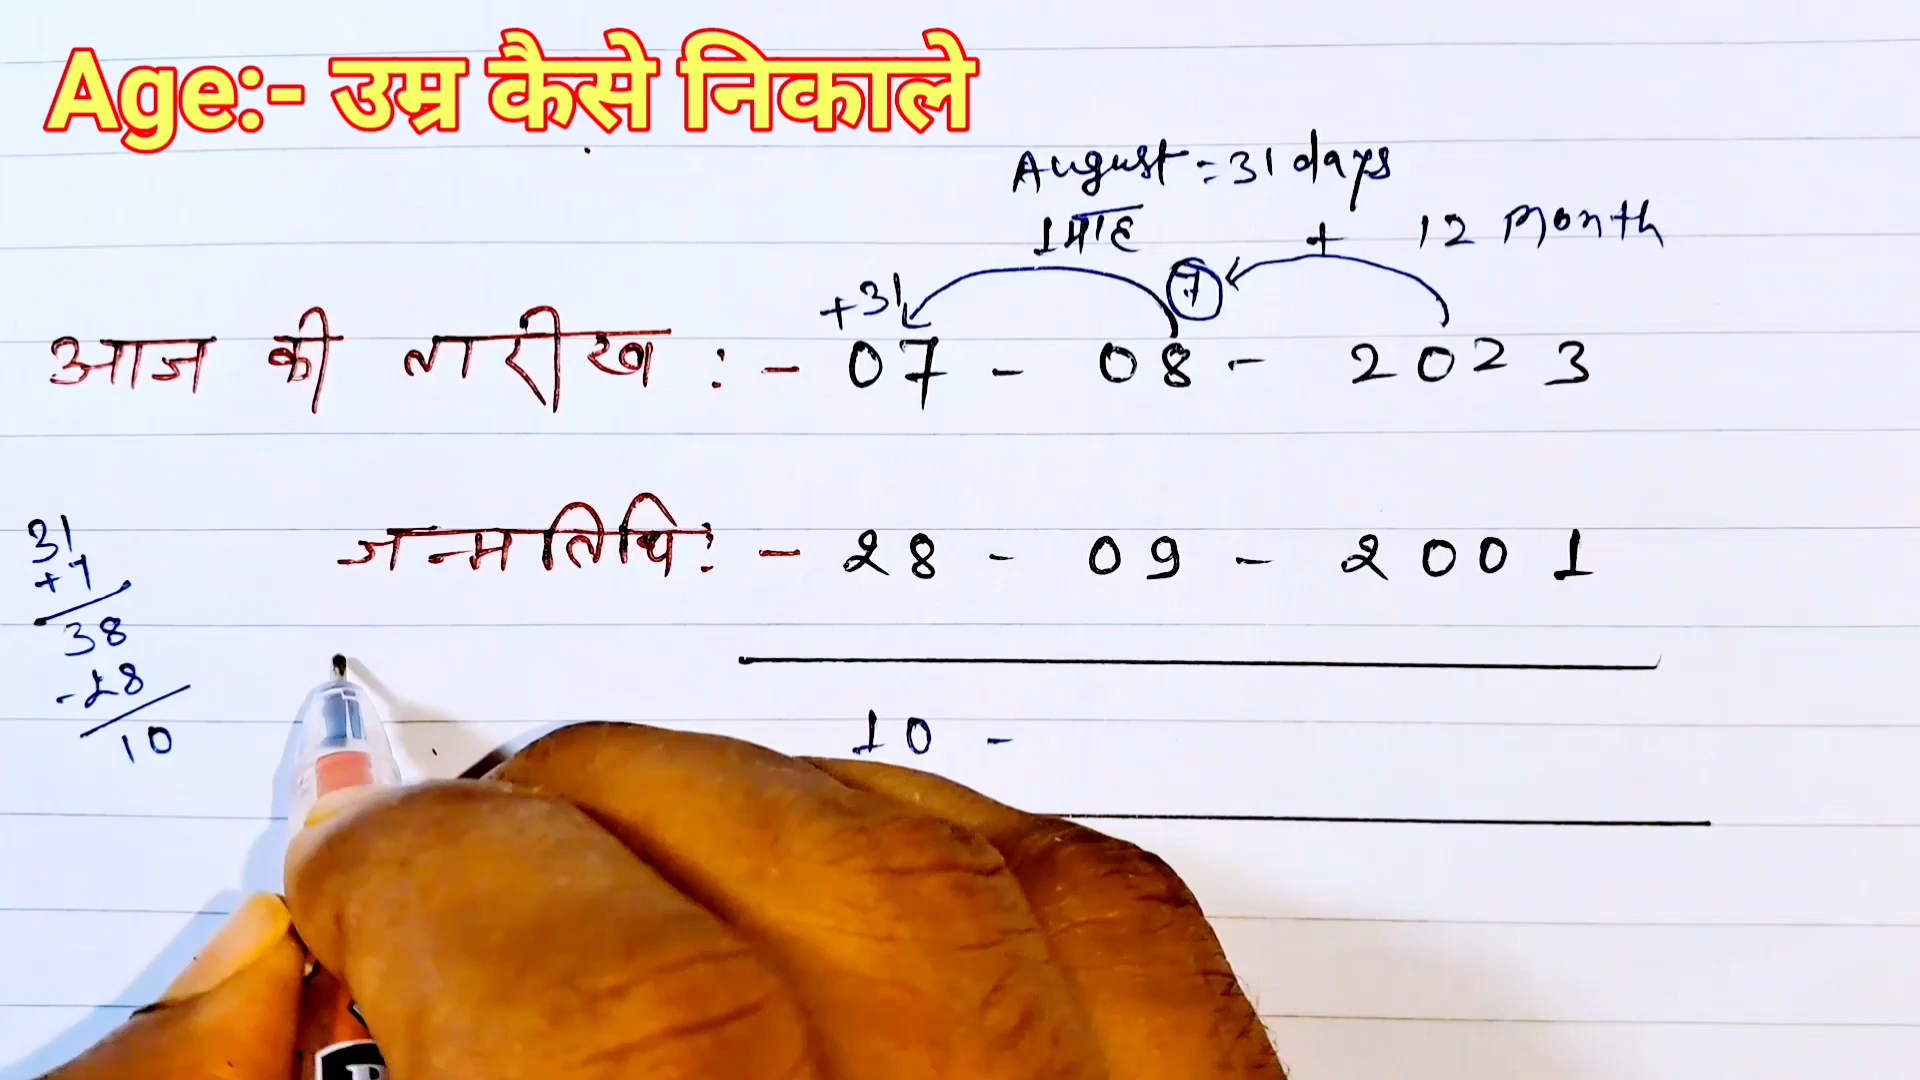 Age:- उम्र कैसे निकाले
August = 31 days
1माह + 12 month
+31 7
आज की तारीख :- 07 - 08 - 2023
जन्मतिथि :- 28 - 09 - 2001
31
+7
38
-28
10
10 -